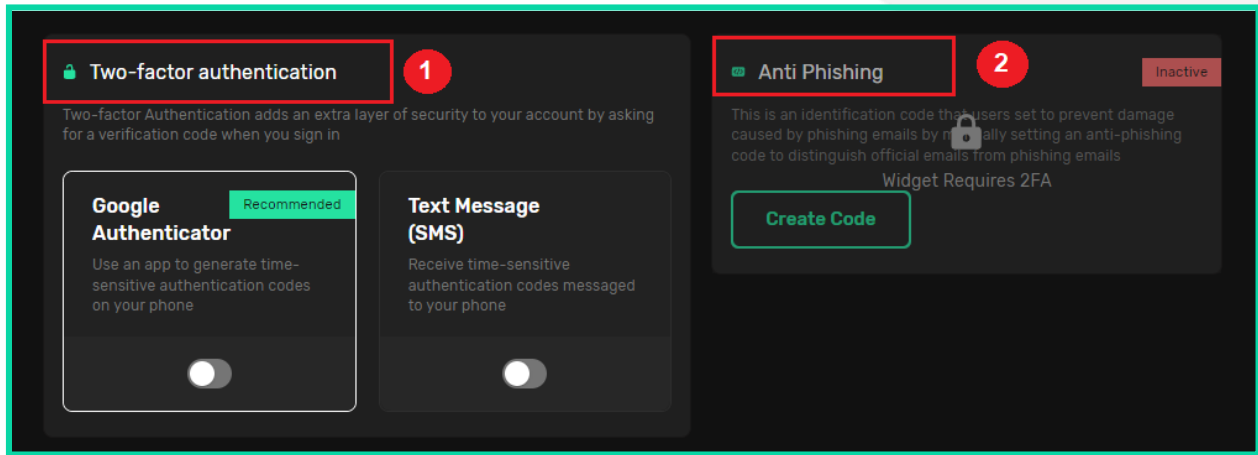 Two-factor authentication
1
Two-factor Authentication adds an extra layer of security to your account by asking
for a verification code when you sign in
Google
Authenticator
Recommended
Use an app to generate time-
sensitive authentication codes
on your phone
Text Message
(SMS)
Receive time-sensitive
authentication codes messaged
to your phone
Anti Phishing
2
Inactive
This is an identification code that users set to prevent damage
caused by phishing emails by ally setting an anti-phishing
code to distinguish official emails from phishing emails
Widget Requires 2FA
Create Code